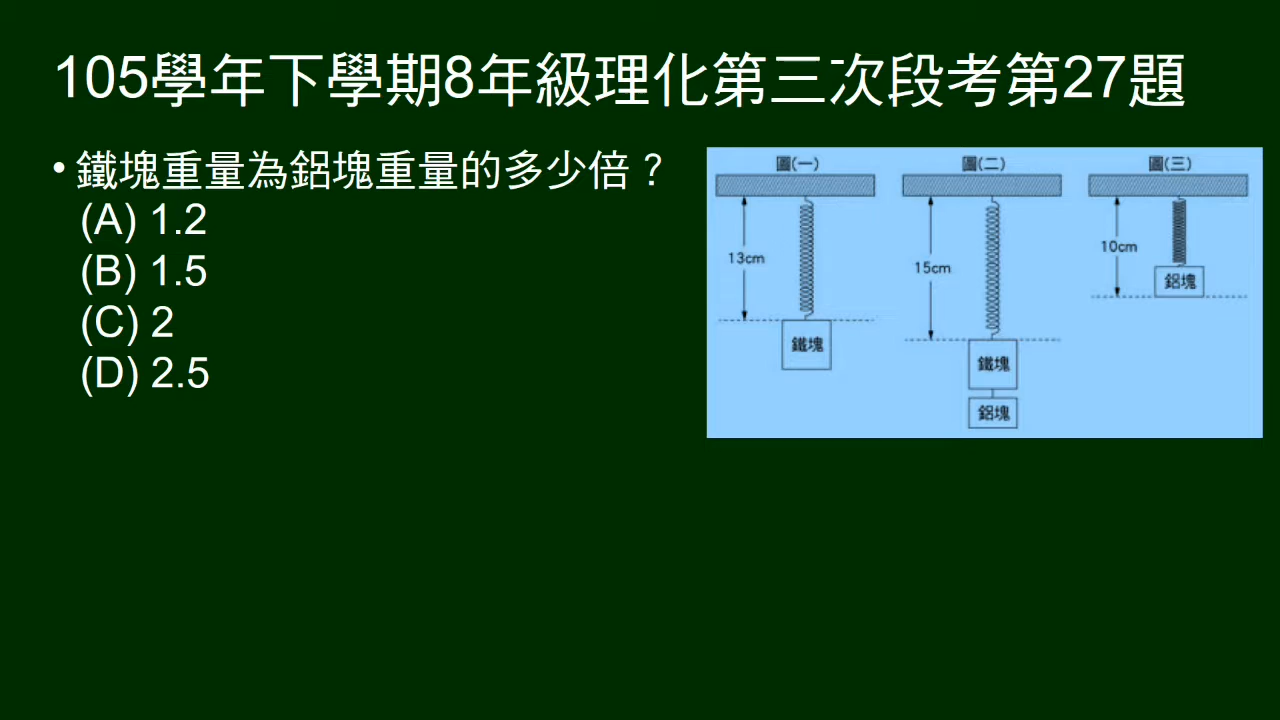 105學年下學期8年級理化第三次段考第27題
• 鐵塊重量為鋁塊重量的多少倍？
(A) 1.2
(B) 1.5
(C) 2
(D) 2.5
圖(一)
13cm
鐵塊
圖(二)
15cm
鐵塊
鋁塊
圖(三)
10cm
鋁塊